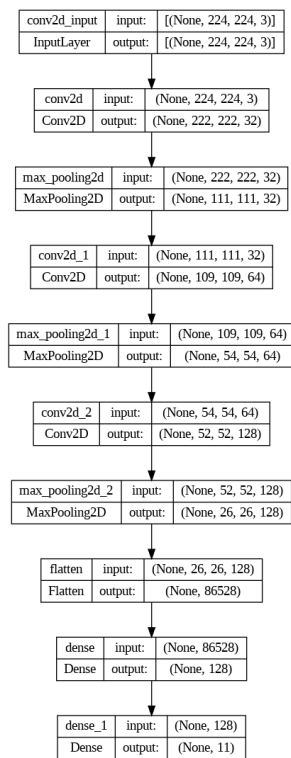 conv2d_input input: [(None, 224, 224, 3)]
InputLayer output: [(None, 224, 224, 3)]
conv2d input: (None, 224, 224, 3)
Conv2D output: (None, 222, 222, 32)
max_pooling2d input: (None, 222, 222, 32)
MaxPooling2D output: (None, 111, 111, 32)
conv2d_1 input: (None, 111, 111, 32)
Conv2D output: (None, 109, 109, 64)
max_pooling2d_1 input: (None, 109, 109, 64)
MaxPooling2D output: (None, 54, 54, 64)
conv2d_2 input: (None, 54, 54, 64)
Conv2D output: (None, 52, 52, 128)
max_pooling2d_2 input: (None, 52, 52, 128)
MaxPooling2D output: (None, 26, 26, 128)
flatten input: (None, 26, 26, 128)
Flatten output: (None, 86528)
dense input: (None, 86528)
Dense output: (None, 128)
dense_1 input: (None, 128)
Dense output: (None, 11)